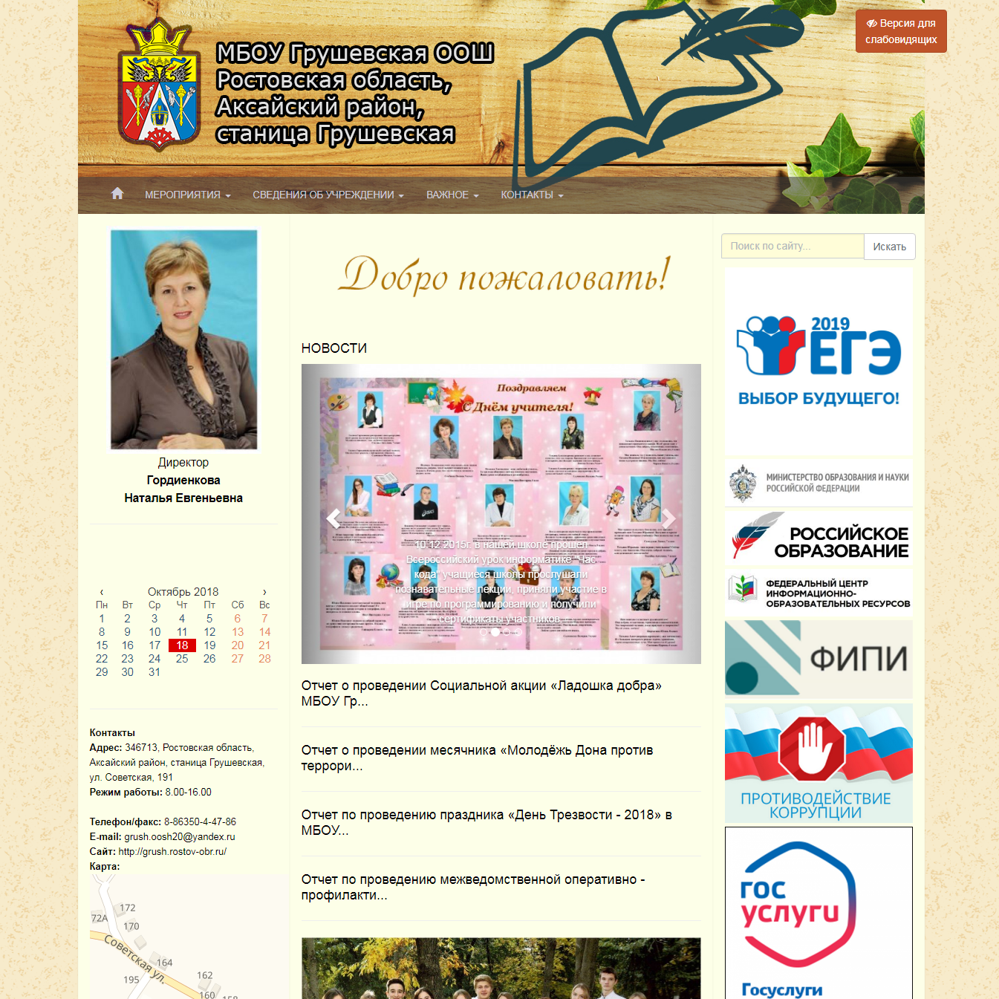 МБОУ Грушевская ООШ
Ростовская область,
Аксайский район,
станица Грушевская
Версия для
слабовидящих
МЕРОПРИЯТИЯ
СВЕДЕНИЯ ОБ УЧРЕЖДЕНИИ
ВАЖНОЕ
КОНТАКТЫ
Директор
Гордиенкова
Наталья Евгеньевна
‹ Октябрь 2018 ›
Пн Вт Ср Чт Пт Сб Вс
1 2 3 4 5 6 7
8 9 10 11 12 13 14
15 16 17 18 19 20 21
22 23 24 25 26 27 28
29 30 31
Контакты
Адрес: 346713, Ростовская область,
Аксайский район, станица Грушевская,
ул. Советская, 191
Режим работы: 8.00-16.00
Телефон/факс: 8-86350-4-47-86
E-mail: grush.oosh20@yandex.ru
Сайт: http://grush.rostov-obr.ru/
Карта:
172
72А
170
Советская ул.
164
195
162
160
158
Добро пожаловать!
НОВОСТИ
Поздравляем
С Днём учителя!
10.12.2015г. в нашей школе прошел
Всероссийский урок информатике "Час
кода" учащиеся школы прослушали
познавательные лекции, приняли участие в
игре по программированию и получили
сертификаты участников.
Отчет о проведении Социальной акции «Ладошка добра»
МБОУ Гр...
Отчет о проведении месячника «Молодёжь Дона против
террори...
Отчет по проведению праздника «День Трезвости - 2018» в
МБОУ...
Отчет по проведению межведомственной оперативно -
профилакти...
Поиск по сайту...
Искать
2019
ЕГЭ
ВЫБОР БУДУЩЕГО!
МИНИСТЕРСТВО ОБРАЗОВАНИЯ И НАУКИ
РОССИЙСКОЙ ФЕДЕРАЦИИ
РОССИЙСКОЕ
ОБРАЗОВАНИЕ
ФЕДЕРАЛЬНЫЙ ЦЕНТР
ИНФОРМАЦИОННО-
ОБРАЗОВАТЕЛЬНЫХ РЕСУРСОВ
ФИПИ
ПРОТИВОДЕЙСТВИЕ
КОРРУПЦИИ
гос
услуги
Госуслуги